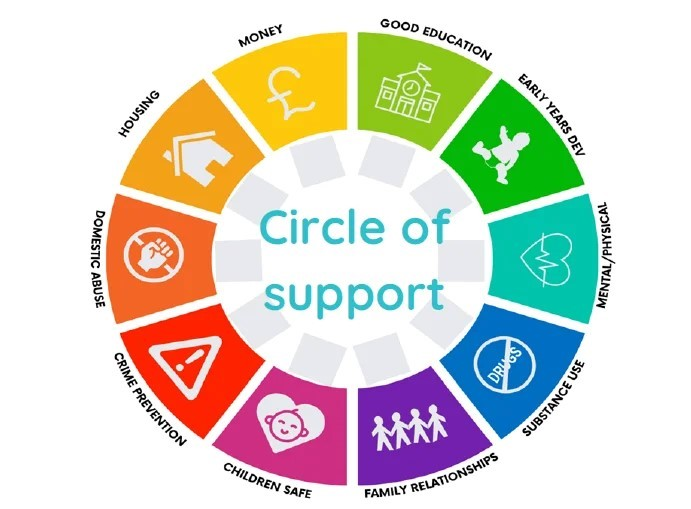 MONEY
GOOD EDUCATION
EARLY YEARS DEV
MENTAL/PHYSICAL
SUBSTANCE USE
FAMILY RELATIONSHIPS
CHILDREN SAFE
CRIME PREVENTION
DOMESTIC ABUSE
HOUSING
£
DRUGS
Circle of
support